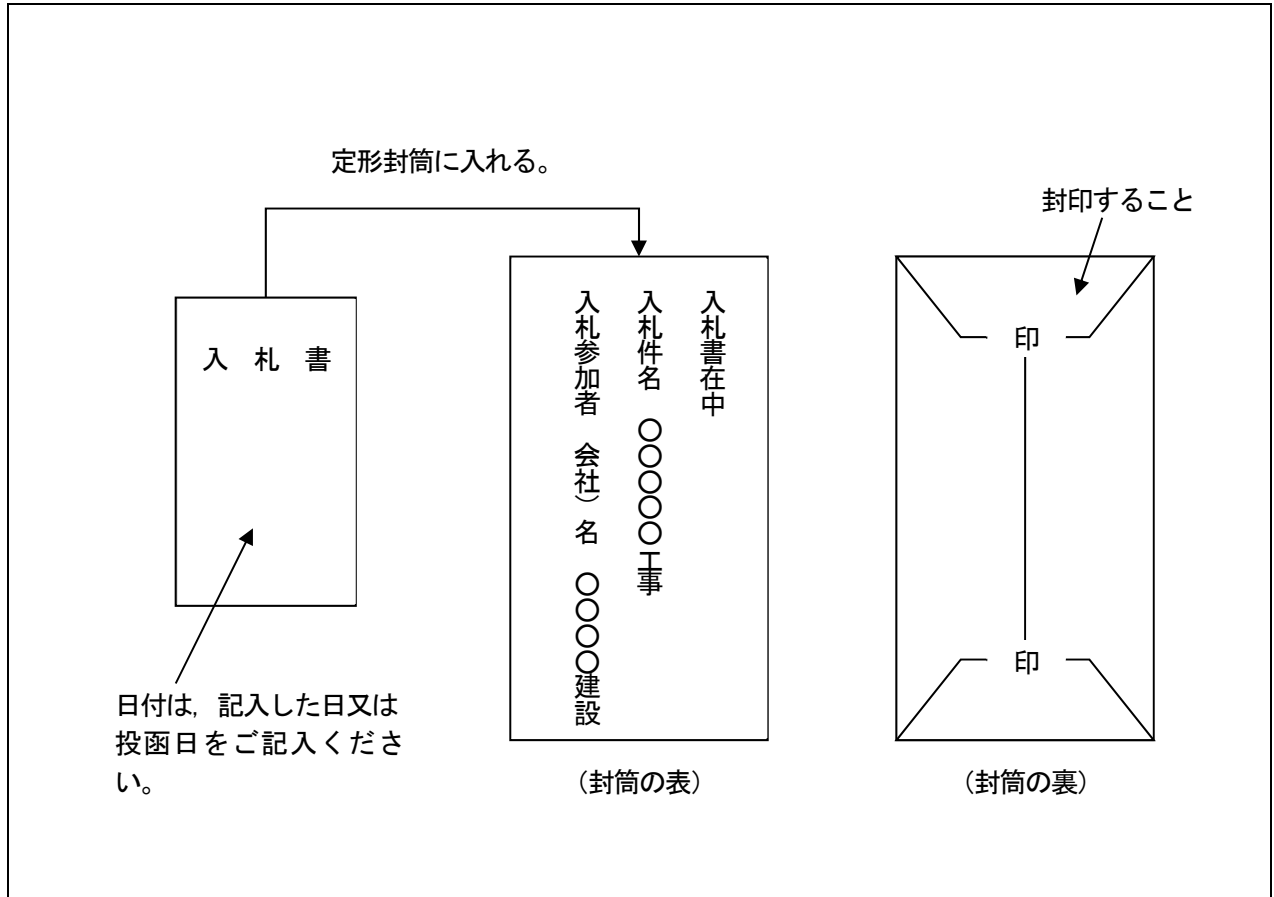 定形封筒に入れる。
封印すること
入 札 書
入札書在中
入札件名 〇〇〇〇〇工事
入札参加者 会社）名 〇〇〇〇建設
印
印
日付は，記入した日又は
投函日をご記入くださ
い。
（封筒の表）
（封筒の裏）